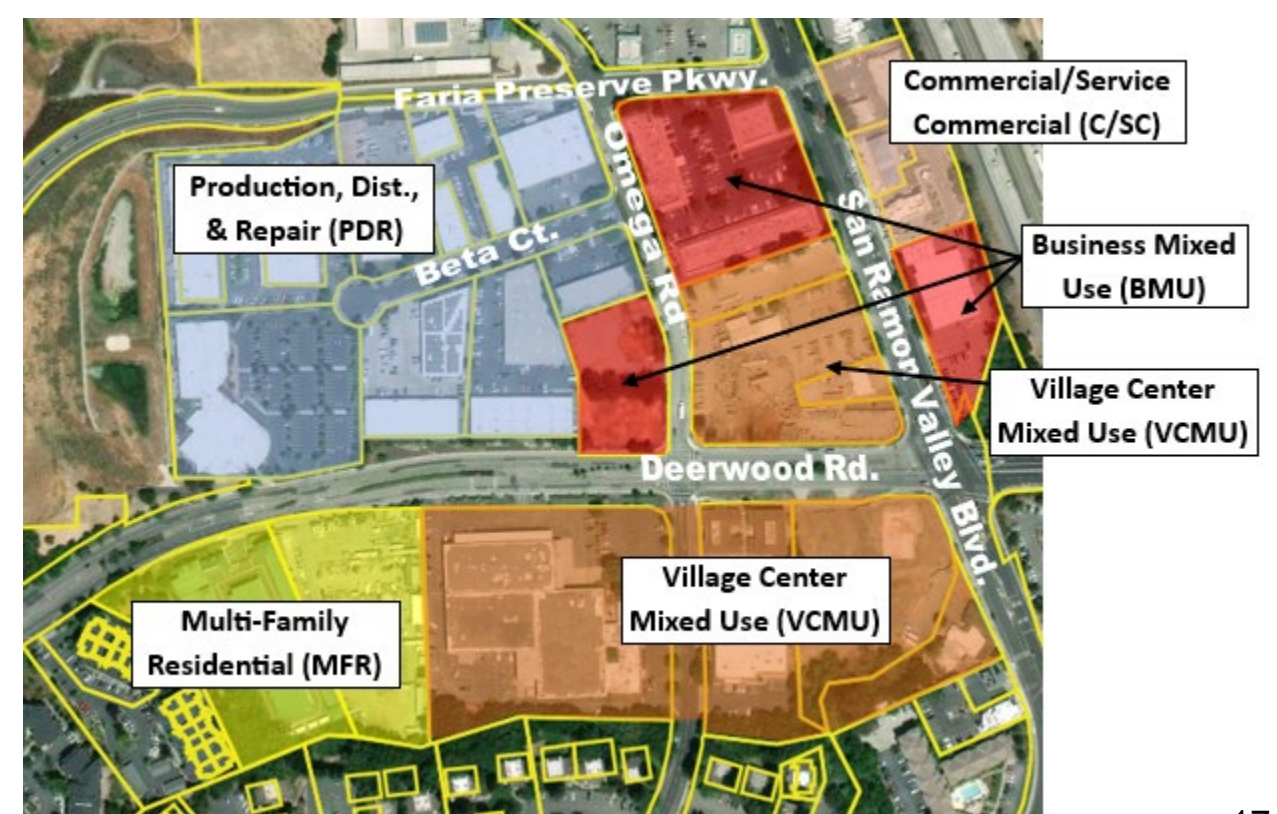 Commercial/Service
Commercial (C/SC)
Faria Preserve Pkwy.
Omega Rd
Production, Dist.,
& Repair (PDR)
San Ramon Valley Blvd.
Beta Ct.
Business Mixed
Use (BMU)
Village Center
Mixed Use (VCMU)
Deerwood Rd.
Village Center
Mixed Use (VCMU)
Multi-Family
Residential (MFR)